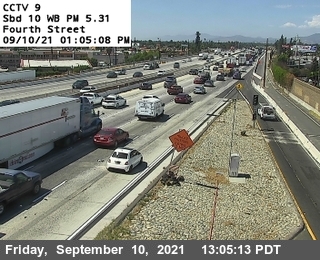 CCTV 9
Sbd 10 WB PM 5.31
Fourth Street
09/10/21 01:05:08 PM
Friday, September 10, 2021 13:05:13 PDT